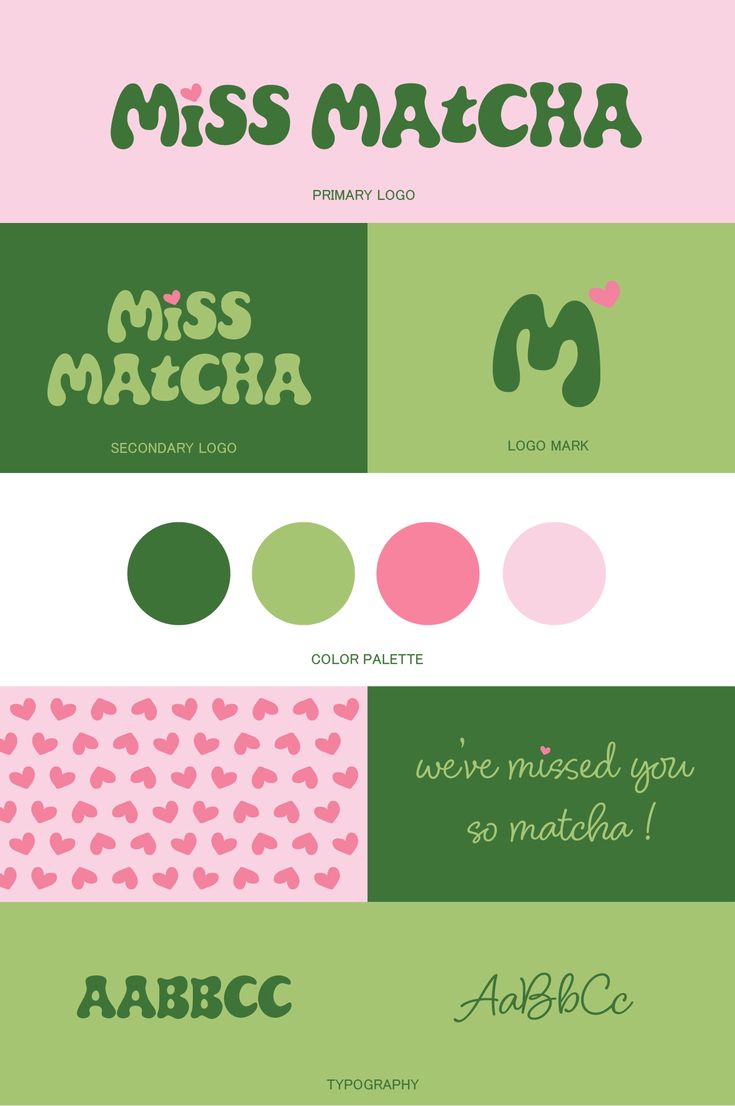 MiSS MAtCHA
PRIMARY LOGO
MiSS
MAtCHA
SECONDARY LOGO
M
LOGO MARK
COLOR PALETTE
we've missed you
so matcha !
AABBCC
AaBbCc
TYPOGRAPHY